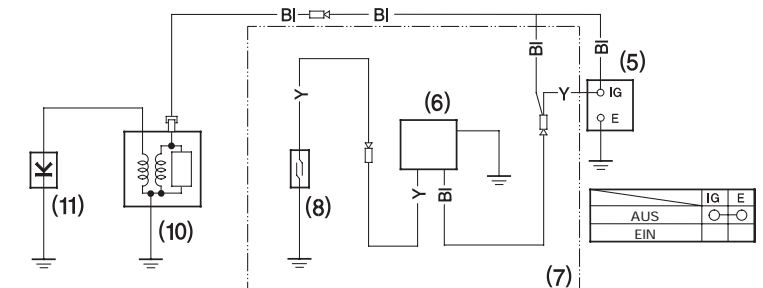 Bl Bl
Bl
Bl
(5)
Y
(6)
Y
IG
E
(8)
Y
Bl
(11)
(10)
IG E
AUS
EIN
(7)